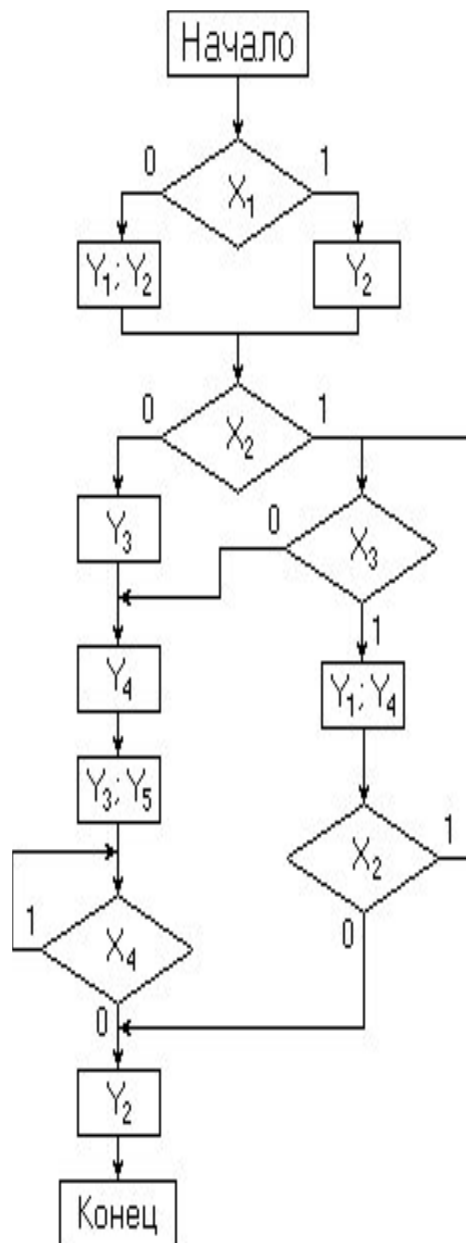 Начало
0 1
X₁
Y₁; Y₂ Y₂
0 1
X₂
Y₃ 0 X₃
1
Y₄ Y₁; Y₄
Y₃; Y₅
1
X₂
1 0
X₄
0
Y₂
Конец